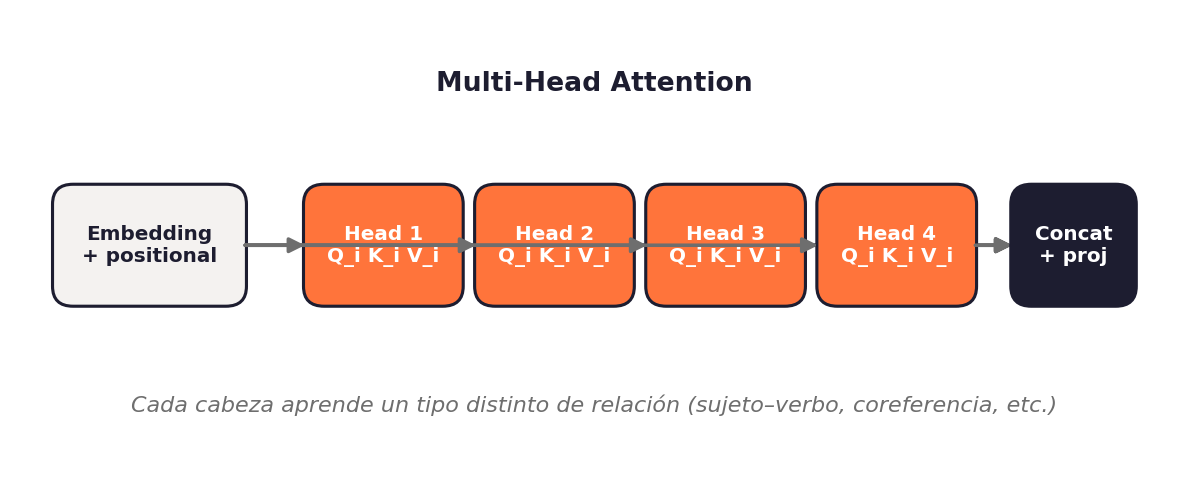 Multi-Head Attention
Embedding
+ positional
Head 1
Q_i K_i V_i
Head 2
Q_i K_i V_i
Head 3
Q_i K_i V_i
Head 4
Q_i K_i V_i
Concat
+ proj
Cada cabeza aprende un tipo distinto de relación (sujeto–verbo, coreferencia, etc.)